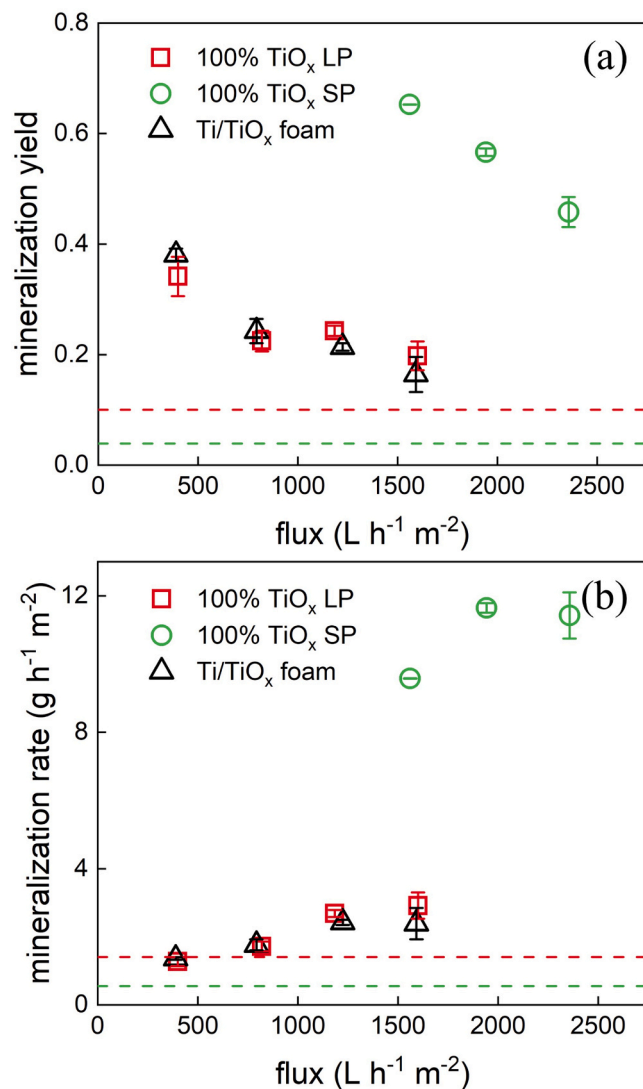 0.8
(a)
100% TiOₓ LP
100% TiOₓ SP
Ti/TiOₓ foam
0.6
0.4
0.2
0.0
mineralization yield
0 500 1000 1500 2000 2500
flux (L h⁻¹ m⁻²)
(b)
100% TiOₓ LP
12
100% TiOₓ SP
Ti/TiOₓ foam
8
4
0
mineralization rate (g h⁻¹ m⁻²)
0 500 1000 1500 2000 2500
flux (L h⁻¹ m⁻²)